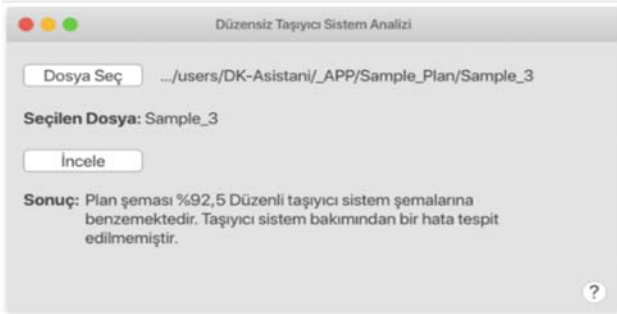 Düzensiz Taşıyıcı Sistem Analizi
Dosya Seç .../users/DK-Asistani/_APP/Sample_Plan/Sample_3
Seçilen Dosya: Sample_3
İncele
Sonuç: Plan şeması %92,5 Düzenli taşıyıcı sistem şemalarına
benzemektedir. Taşıyıcı sistem bakımından bir hata tespit
edilmemiştir.
?